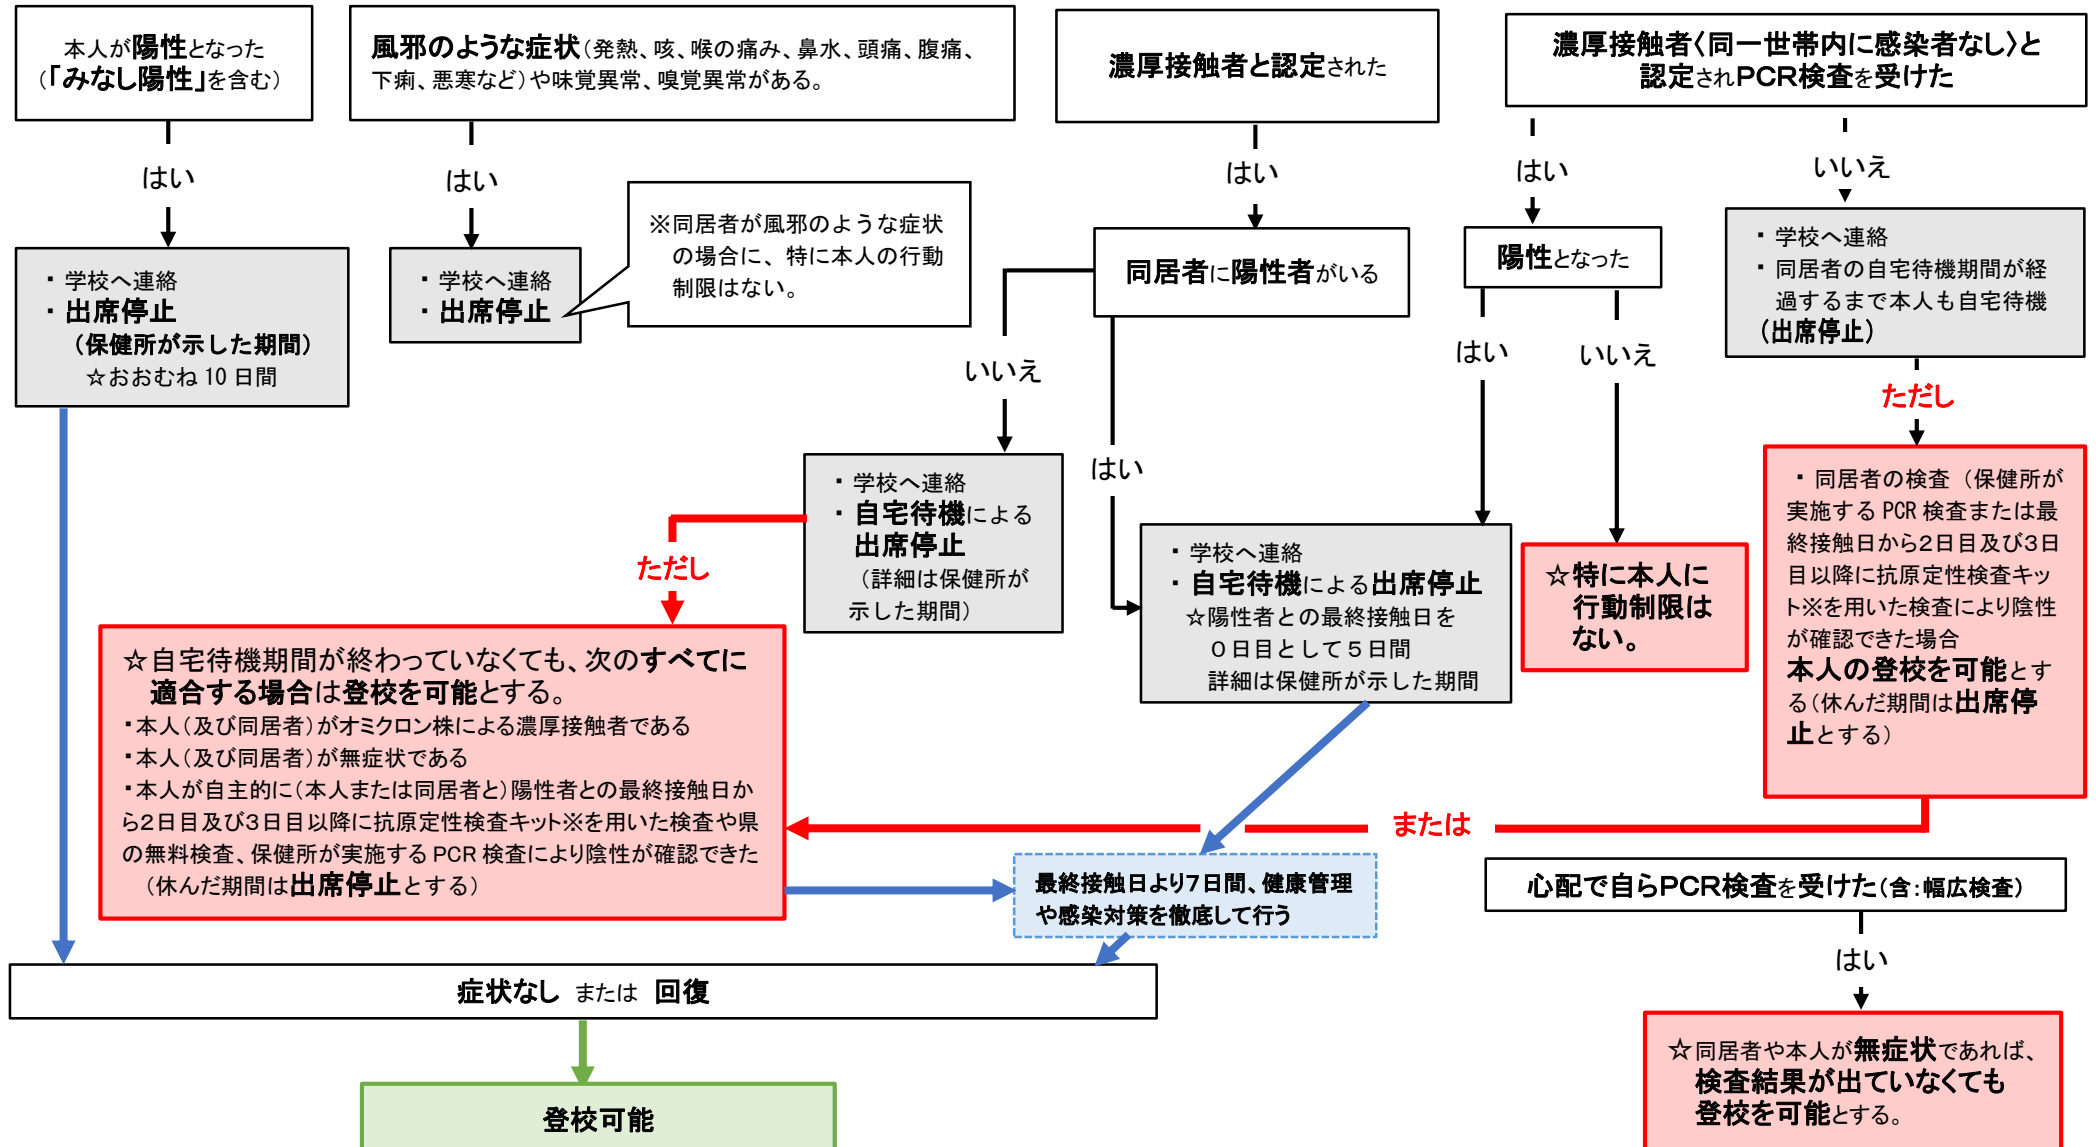 本人が陽性となった
（「みなし陽性」を含む）
風邪のような症状（発熱、咳、喉の痛み、鼻水、頭痛、腹痛、
下痢、悪寒など）や味覚異常、嗅覚異常がある。
濃厚接触者と認定された
濃厚接触者〈同一世帯内に感染者なし〉と
認定されPCR検査を受けた
はい
はい
はい
はい
いいえ
・学校へ連絡
・出席停止
（保健所が示した期間）
☆おおむね 10 日間
・学校へ連絡
・出席停止
※同居者が風邪のような症状
の場合に、特に本人の行動
制限はない。
同居者に陽性者がいる
陽性となった
・学校へ連絡
・同居者の自宅待機期間が経
過するまで本人も自宅待機
（出席停止）
いいえ
はい
はい
いいえ
ただし
・学校へ連絡
・自宅待機による
出席停止
（詳細は保健所が
示した期間）
ただし
・学校へ連絡
・自宅待機による出席停止
☆陽性者との最終接触日を
０日目として５日間
詳細は保健所が示した期間
☆特に本人に
行動制限は
ない。
・同居者の検査（保健所が
実施する PCR 検査または最
終接触日から２日目及び３日
目以降に抗原定性検査キッ
ト※を用いた検査により陰性
が確認できた場合
本人の登校を可能とす
る（休んだ期間は出席停
止とする）
☆自宅待機期間が終わっていなくても、次のすべてに
適合する場合は登校を可能とする。
・本人（及び同居者）がオミクロン株による濃厚接触者である
・本人（及び同居者）が無症状である
・本人が自主的に（本人または同居者と）陽性者との最終接触日か
ら２日目及び３日目以降に抗原定性検査キット※を用いた検査や県
の無料検査、保健所が実施する PCR 検査により陰性が確認できた
（休んだ期間は出席停止とする）
または
最終接触日より７日間、健康管理
や感染対策を徹底して行う
心配で自らPCR検査を受けた（含：幅広検査）
はい
症状なし または 回復
☆同居者や本人が無症状であれば、
検査結果が出ていなくても
登校を可能とする。
登校可能